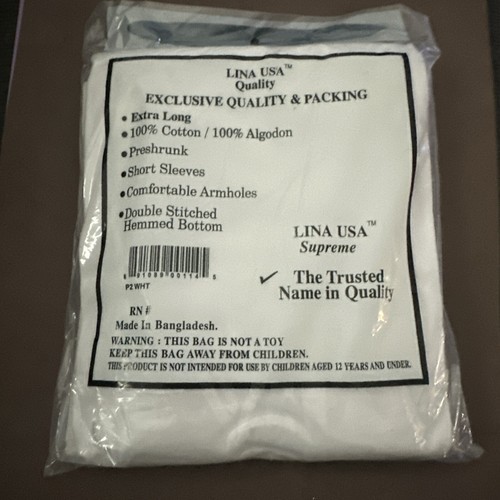 LINA USA™
Quality
EXCLUSIVE QUALITY & PACKING
• Extra Long
• 100% Cotton / 100% Algodon
• Preshrunk
• Short Sleeves
• Comfortable Armholes
• Double Stitched
Hemmed Bottom
LINA USA™
Supreme
✓ The Trusted
Name in Quality
P2 WHT
RN #
Made In Bangladesh.
WARNING : THIS BAG IS NOT A TOY
KEEP THIS BAG AWAY FROM CHILDREN.
THIS PRODUCT IS NOT INTENDED FOR USE BY CHILDREN AGED 12 YEARS AND UNDER.